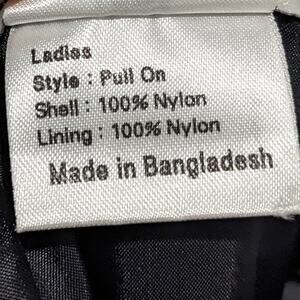 Ladies
Style : Pull On
Shell : 100% Nylon
Lining : 100% Nylon
Made in Bangladesh